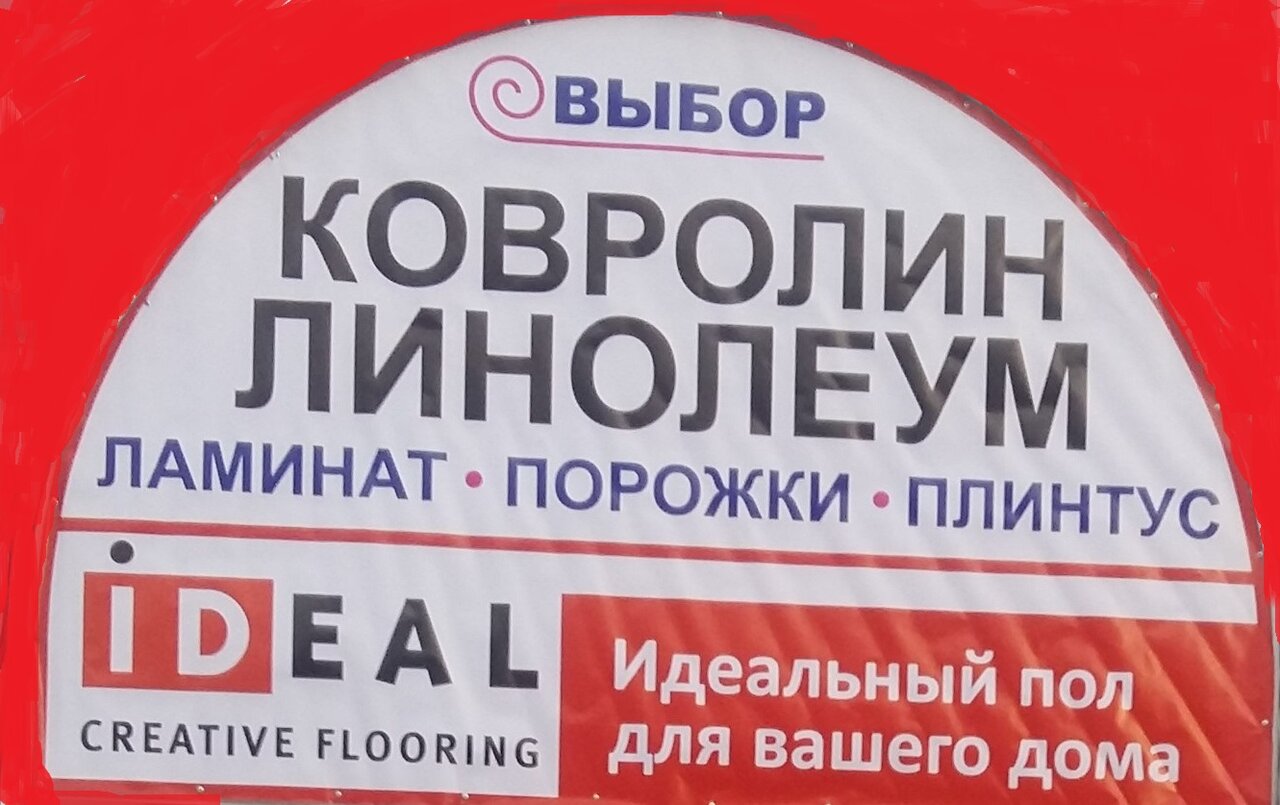 ВЫБОР
КОВРОЛИН
ЛИНОЛЕУМ
ЛАМИНАТ • ПОРОЖКИ • ПЛИНТУС
iDEAL
CREATIVE FLOORING
Идеальный пол
для вашего дома